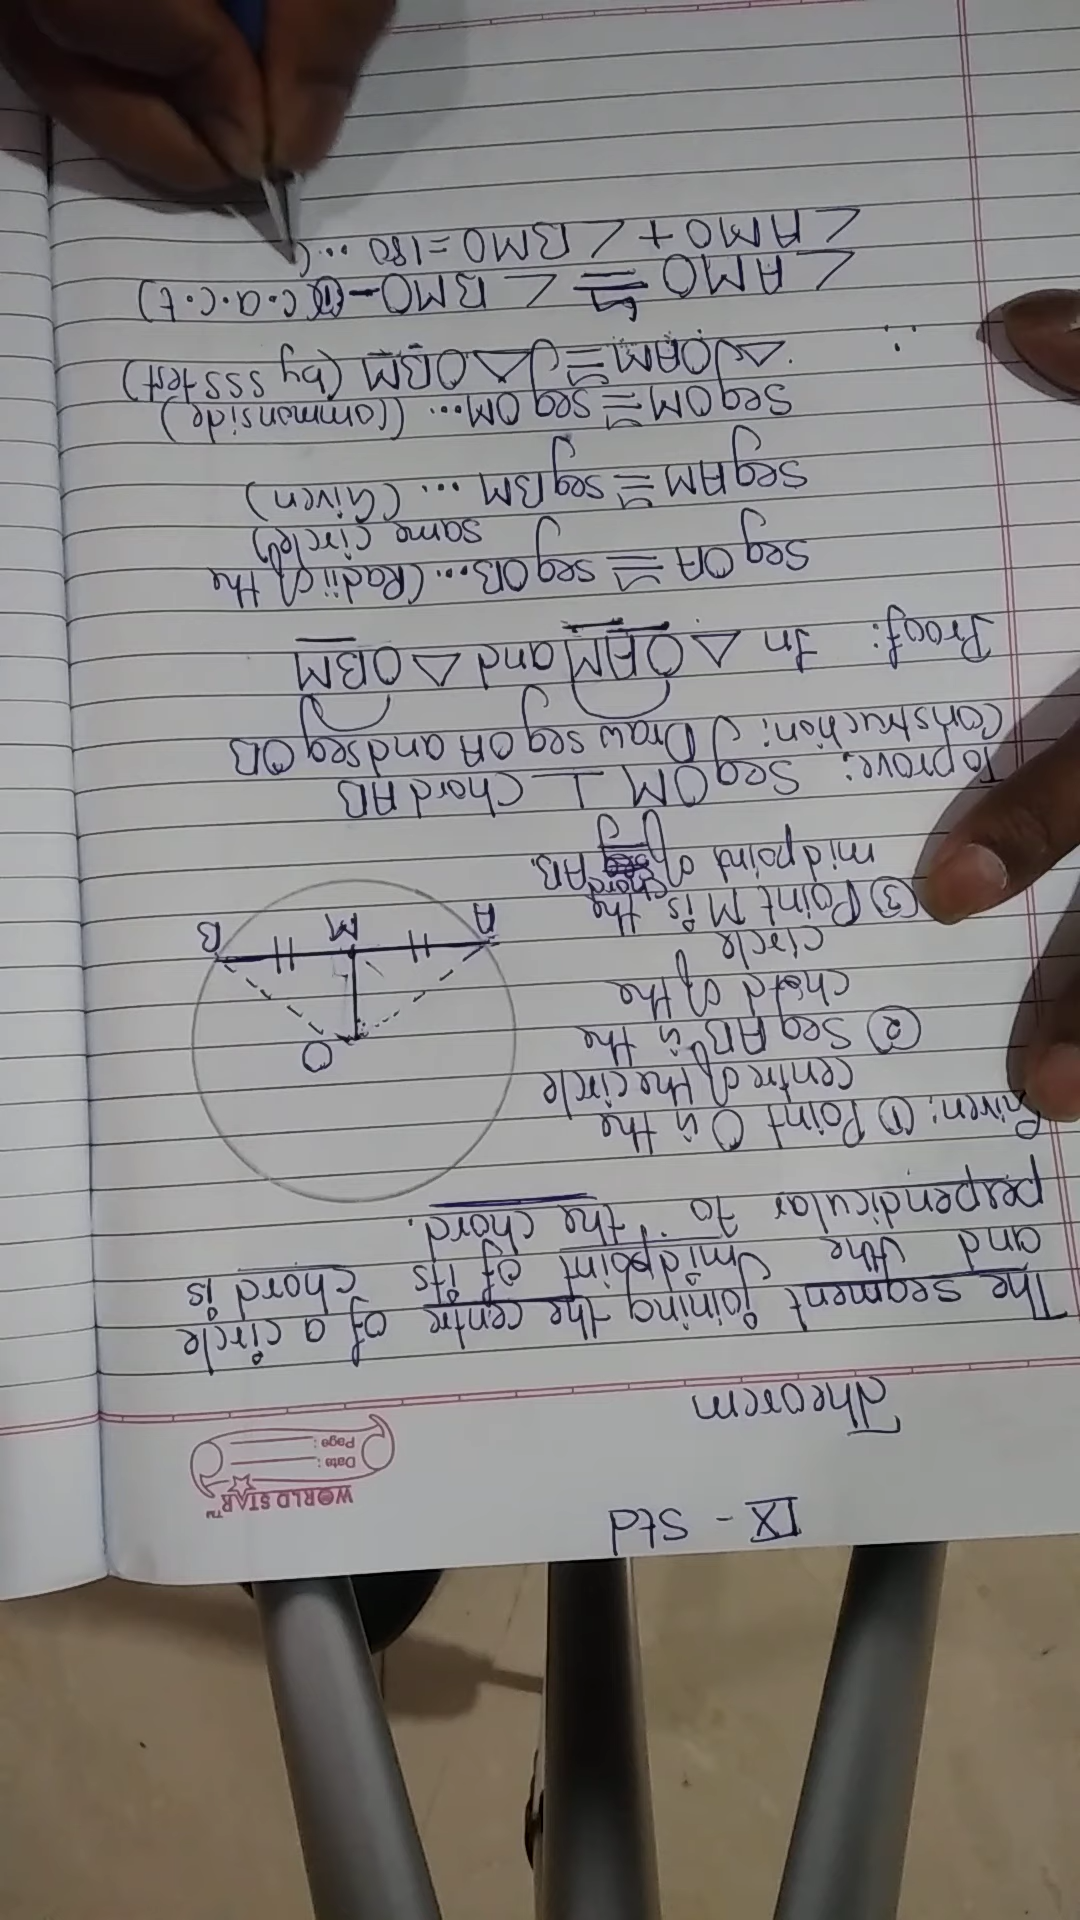 IX - Std
WORLD STAR™
Date :
Page :
Theorem
The segment joining the centre of a circle
and the midpoint of its chord is
perpendicular to the chord.
Given: ① Point O is the
centre of the circle
② Seg AB is the
chord of the
circle
③ Point M is the
midpoint of chord AB.
O
A M B
To prove: Seg OM ⊥ Chord AB
Construction: Draw seg OA and seg OB
Proof: In △OAM and △OBM
seg OA ≅ seg OB... (Radii of the
same circle)
seg AM ≅ seg BM ... (Given)
seg OM ≅ seg OM... (Common side)
∴ △OAM ≅ △OBM (by SSS test)
∠AMO ≅ ∠BMO - (c.a.c.t)
∠AMO + ∠BMO = 180 ... (